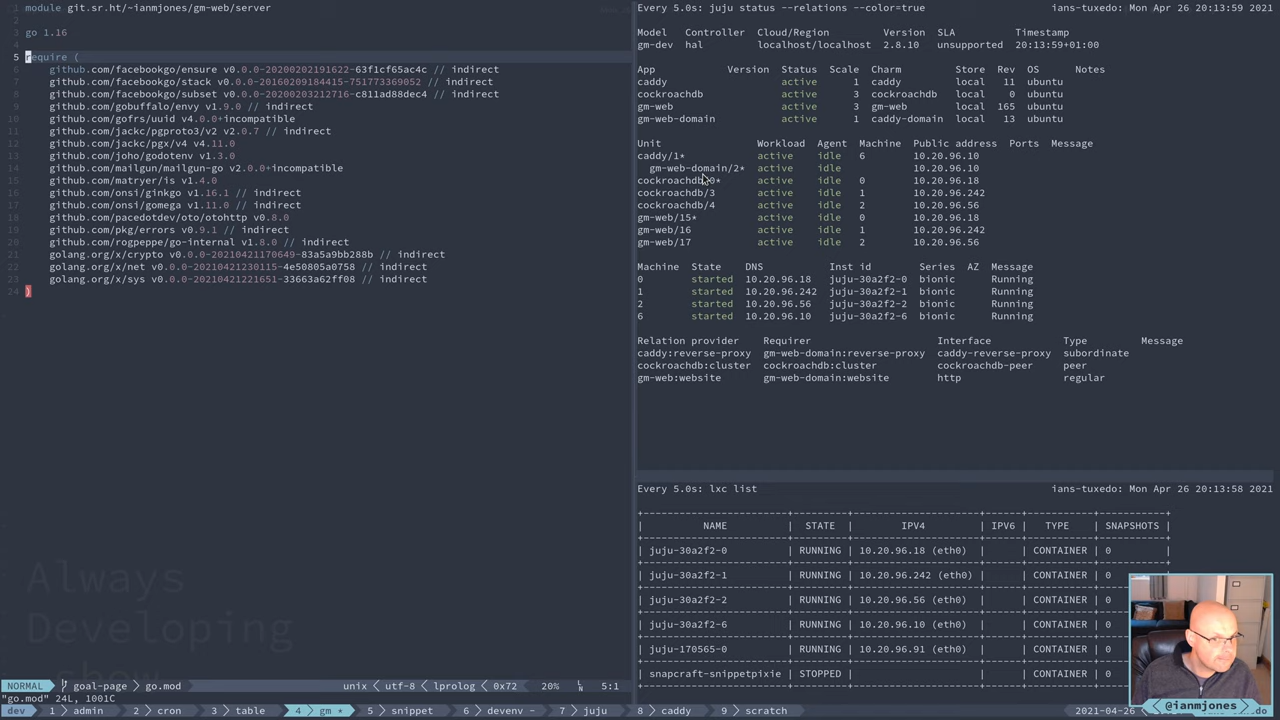 module git.sr.ht/~ianmjones/gm-web/server
go 1.16
5 require (
6 github.com/facebookgo/ensure v0.0.0-20200202191622-63f1cf65ac4c // indirect
7 github.com/facebookgo/stack v0.0.0-20160209184415-751773369052 // indirect
8 github.com/facebookgo/subset v0.0.0-20200203212716-c811ad88dec4 // indirect
9 github.com/gobuffalo/envy v1.9.0 // indirect
10 github.com/gofrs/uuid v4.0.0+incompatible
11 github.com/jackc/pgproto3/v2 v2.0.7 // indirect
12 github.com/jackc/pgx/v4 v4.11.0
13 github.com/joho/godotenv v1.3.0
14 github.com/mailgun/mailgun-go v2.0.0+incompatible
15 github.com/matryer/is v1.4.0
16 github.com/onsi/ginkgo v1.16.1 // indirect
17 github.com/onsi/gomega v1.11.0 // indirect
18 github.com/pacedotdev/oto/otohttp v0.8.0
19 github.com/pkg/errors v0.9.1 // indirect
20 github.com/rogpeppe/go-internal v1.8.0 // indirect
21 golang.org/x/crypto v0.0.0-20210421170649-83a5a9bb288b // indirect
22 golang.org/x/net v0.0.0-20210421230115-4e50805a0758 // indirect
23 golang.org/x/sys v0.0.0-20210421221651-33663a62ff08 // indirect
24 )
Always
Developing
NORMAL goal-page go.mod unix utf-8 lprolog 0x72 20% 5:1
"go.mod" 24L, 1001C
Every 5.0s: juju status --relations --color=true ians-tuxedo: Mon Apr 26 20:13:59 2021
Model Controller Cloud/Region Version SLA Timestamp
gm-dev hal localhost/localhost 2.8.10 unsupported 20:13:59+01:00
App Version Status Scale Charm Store Rev OS Notes
caddy active 1 caddy local 11 ubuntu
cockroachdb active 3 cockroachdb local 0 ubuntu
gm-web active 3 gm-web local 165 ubuntu
gm-web-domain active 1 caddy-domain local 13 ubuntu
Unit Workload Agent Machine Public address Ports Message
caddy/1* active idle 6 10.20.96.10
gm-web-domain/2* active idle 10.20.96.10
cockroachdb/0* active idle 0 10.20.96.18
cockroachdb/3 active idle 1 10.20.96.242
cockroachdb/4 active idle 2 10.20.96.56
gm-web/15* active idle 0 10.20.96.18
gm-web/16 active idle 1 10.20.96.242
gm-web/17 active idle 2 10.20.96.56
Machine State DNS Inst id Series AZ Message
0 started 10.20.96.18 juju-30a2f2-0 bionic Running
1 started 10.20.96.242 juju-30a2f2-1 bionic Running
2 started 10.20.96.56 juju-30a2f2-2 bionic Running
6 started 10.20.96.10 juju-30a2f2-6 bionic Running
Relation provider Requirer Interface Type Message
caddy:reverse-proxy gm-web-domain:reverse-proxy caddy-reverse-proxy subordinate
cockroachdb:cluster cockroachdb:cluster cockroachdb-peer peer
gm-web:website gm-web-domain:website http regular
Every 5.0s: lxc list ians-tuxedo: Mon Apr 26 20:13:58 2021
| NAME | STATE | IPV4 | IPV6 | TYPE | SNAPSHOTS |
| juju-30a2f2-0 | RUNNING | 10.20.96.18 (eth0) | | CONTAINER | 0 |
| juju-30a2f2-1 | RUNNING | 10.20.96.242 (eth0) | | CONTAINER | 0
| juju-30a2f2-2 | RUNNING | 10.20.96.56 (eth0) | | CONTAINER | 0
| juju-30a2f2-6 | RUNNING | 10.20.96.10 (eth0) | | CONTAINER | 0
| juju-170565-0 | RUNNING | 10.20.96.91 (eth0) | | CONTAINER | 0
| snapcraft-snippetpixie | STOPPED | | | CONTAINER | 0
@ianmjones
dev 1 admin 2 cron 3 table 4 gm * 5 snippet 6 devenv - 7 juju 8 caddy 9 scratch 2021-04-26